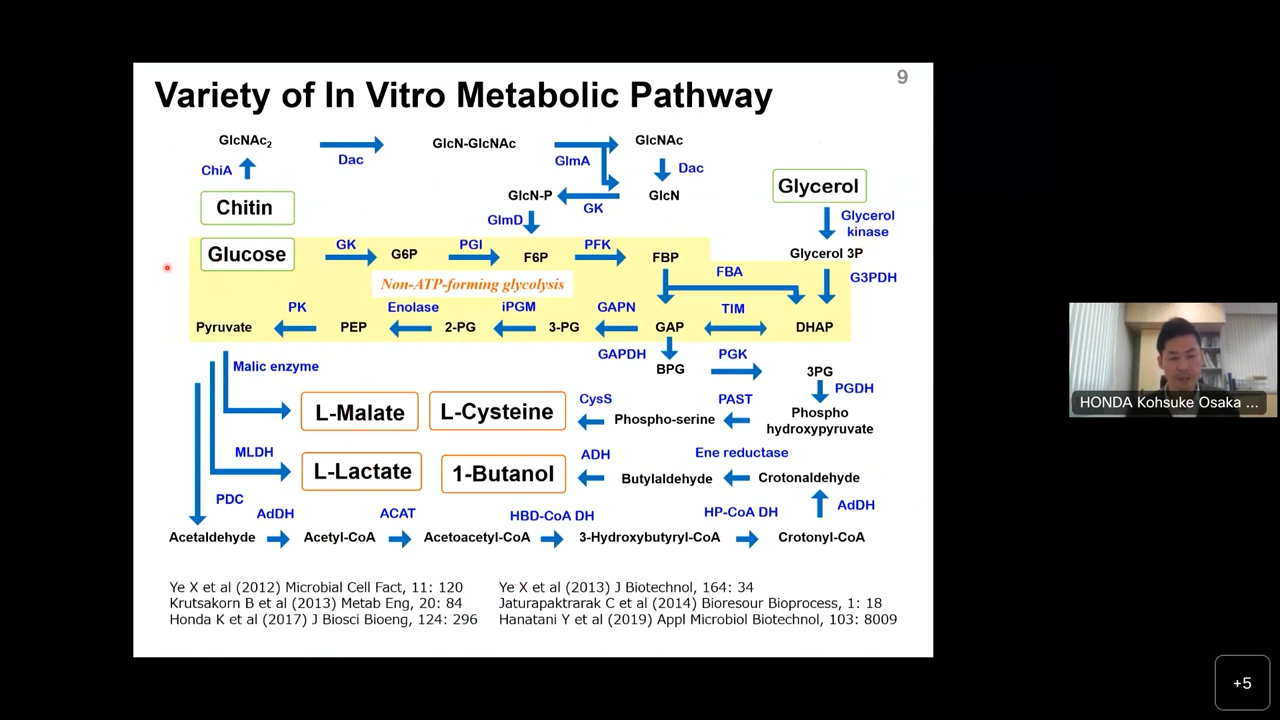 9
Variety of In Vitro Metabolic Pathway
GlcNAc₂
GlcN-GlcNAc
GlcNAc
Dac
GlmA
ChiA
Dac
Glycerol
GlcN-P
GlcN
Chitin
GK
GlmD
Glycerol
kinase
Glucose
GK
G6P
PGI
F6P
PFK
FBP
Glycerol 3P
FBA
G3PDH
Non-ATP-forming glycolysis
PK
Enolase
iPGM
GAPN
TIM
Pyruvate
PEP
2-PG
3-PG
GAP
DHAP
GAPDH
PGK
Malic enzyme
BPG
3PG
PGDH
L-Malate
L-Cysteine
CysS
PAST
Phospho-serine
Phospho
hydroxypyruvate
MLDH
ADH
Ene reductase
L-Lactate
1-Butanol
Butylaldehyde
Crotonaldehyde
PDC
AdDH
ACAT
HBD-CoA DH
HP-CoA DH
AdDH
Acetaldehyde
Acetyl-CoA
Acetoacetyl-CoA
3-Hydroxybutyryl-CoA
Crotonyl-CoA
Ye X et al (2012) Microbial Cell Fact, 11: 120
Krutsakorn B et al (2013) Metab Eng, 20: 84
Honda K et al (2017) J Biosci Bioeng, 124: 296
Ye X et al (2013) J Biotechnol, 164: 34
Jaturapaktrarak C et al (2014) Bioresour Bioprocess, 1: 18
Hanatani Y et al (2019) Appl Microbiol Biotechnol, 103: 8009
HONDA Kohsuke Osaka ...
+5